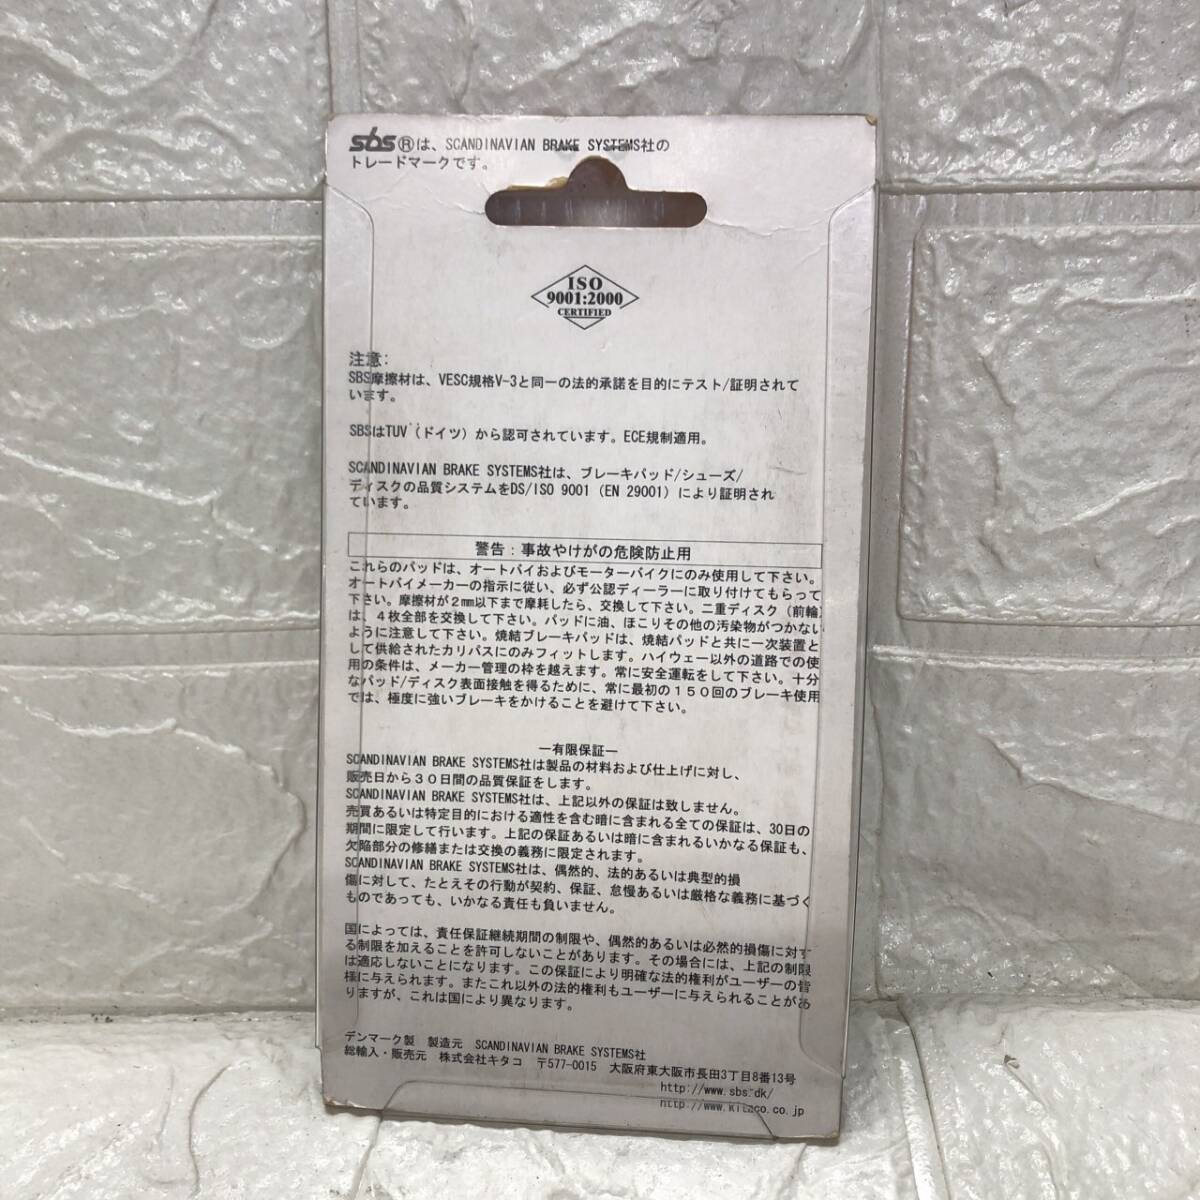 sbs®は、SCANDINAVIAN BRAKE SYSTEMS社の
トレードマークです。
ISO
9001:2000
CERTIFIED
注意:
SBS摩擦材は、VESC規格V-3と同一の法的承諾を目的にテスト/証明されて
います。
SBSはTUV（ドイツ）から認可されています。ECE規制適用。
SCANDINAVIAN BRAKE SYSTEMS社は、ブレーキパッド/シューズ/
ディスクの品質システムをDS/ISO 9001（EN 29001）により証明され
ています。
警告：事故やけがの危険防止用
これらのパッドは、オートバイおよびモーターバイクにのみ使用して下さい。
オートバイメーカーの指示に従い、必ず公認ディーラーに取り付けてもらって
下さい。摩擦材が2mm以下まで摩耗したら、交換して下さい。二重ディスク（前輪）
は、４枚全部を交換して下さい。パッドに油、ほこりその他の汚染物がつかない
ように注意して下さい。焼結ブレーキパッドは、焼結パッドと共に一次装置と
して供給されたカリパスにのみフィットします。ハイウェー以外の道路での使
用の条件は、メーカー管理の枠を越えます。常に安全運転をして下さい。十分
なパッド/ディスク表面接触を得るために、常に最初の１５０回のブレーキ使用
では、極度に強いブレーキをかけることを避けて下さい。
―有限保証―
SCANDINAVIAN BRAKE SYSTEMS社は製品の材料および仕上げに対し、
販売日から３０日間の品質保証をします。
SCANDINAVIAN BRAKE SYSTEMS社は、上記以外の保証は致しません。
売買あるいは特定目的における適性を含む暗に含まれる全ての保証は、30日の
期間に限定して行います。上記の保証あるいは暗に含まれるいかなる保証も、
欠陥部分の修繕または交換の義務に限定されます。
SCANDINAVIAN BRAKE SYSTEMS社は、偶然的、法的あるいは典型的損
傷に対して、たとえその行動が契約、保証、怠慢あるいは厳格な義務に基づく
ものであっても、いかなる責任も負いません。
国によっては、責任保証継続期間の制限や、偶然的あるいは必然的損傷に対す
る制限を加えることを許可しないことがあります。その場合には、上記の制限
は適応しないことになります。この保証により明確な法的権利がユーザーの皆
様に与えられます。またこれ以外の法的権利もユーザーに与えられることがあ
りますが、これは国により異なります。
デンマーク製　製造元　SCANDINAVIAN BRAKE SYSTEMS社
総輸入・販売元　株式会社キタコ　〒577-0015　大阪府東大阪市長田3丁目8番13号
http://www.sbs.dk/
http://www.kitaco.co.jp